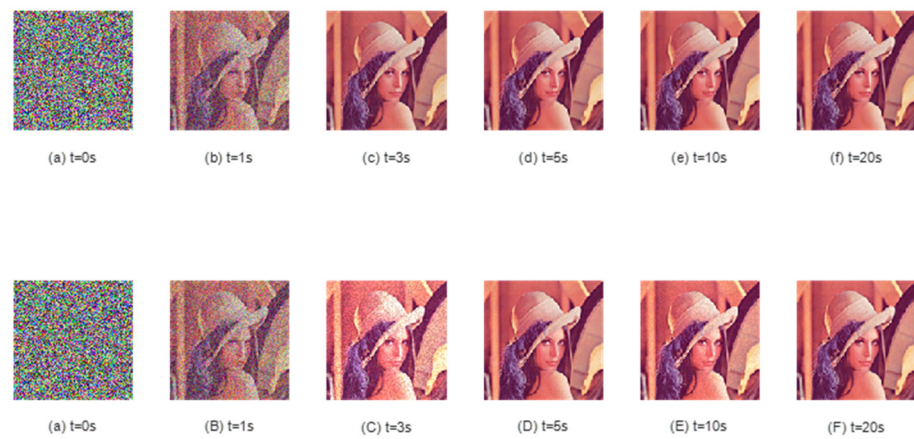 (a) t=0s (b) t=1s (c) t=3s (d) t=5s (e) t=10s (f) t=20s
(a) t=0s (B) t=1s (C) t=3s (D) t=5s (E) t=10s (F) t=20s